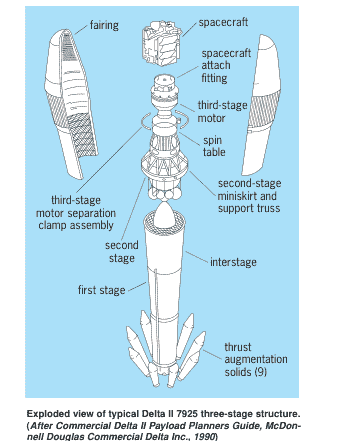 fairing
spacecraft
spacecraft
attach
fitting
third-stage
motor
spin
table
third-stage
motor separation
clamp assembly
second-stage
miniskirt and
support truss
second
stage
interstage
first stage
thrust
augmentation
solids (9)
Exploded view of typical Delta II 7925 three-stage structure.
(After Commercial Delta II Payload Planners Guide, McDon-
nell Douglas Commercial Delta Inc., 1990)